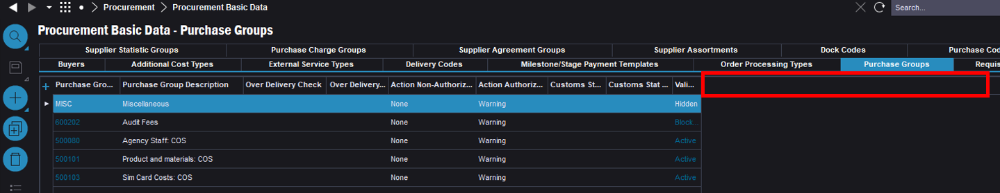 Procurement Procurement Basic Data Search...
Procurement Basic Data - Purchase Groups
Supplier Statistic Groups Purchase Charge Groups Supplier Agreement Groups Supplier Assortments Dock Codes Purchase Cod
Buyers Additional Cost Types External Service Types Delivery Codes Milestone/Stage Payment Templates Order Processing Types Purchase Groups Requis
Purchase Gro... Purchase Group Description Over Delivery Check Over Delivery... Action Non-Authoriz... Action Authoriz... Customs St... Customs Stat ... Vali...
MISC Miscellaneous None Warning Hidden
600202 Audit Fees None Warning Block...
500080 Agency Staff: COS None Warning Active
500101 Product and materials: COS None Warning Active
500103 Sim Card Costs: COS None Warning Active